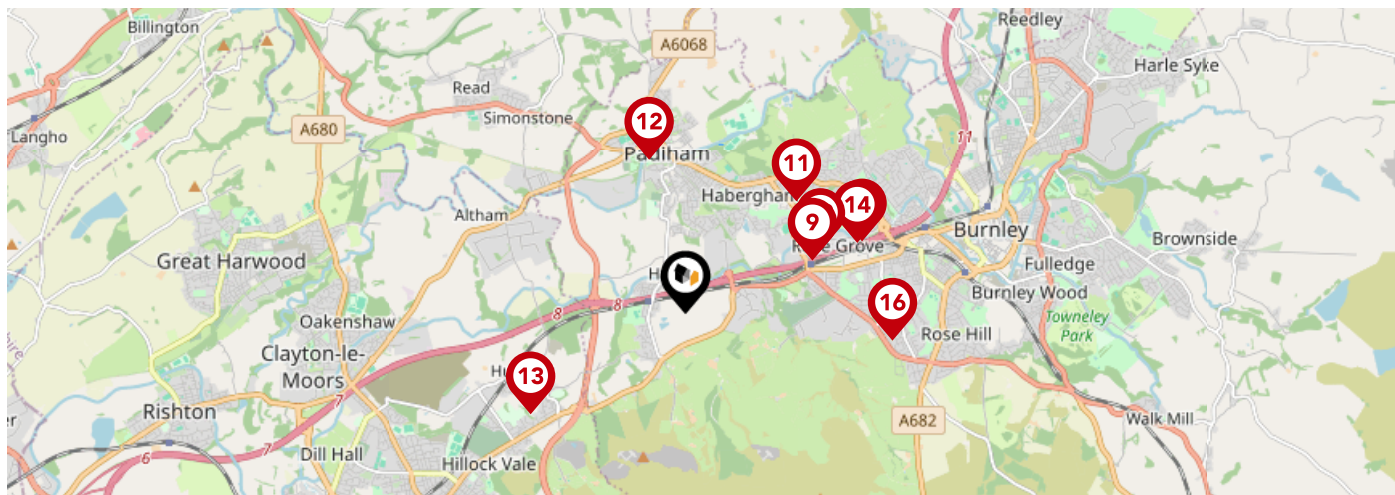 Billington
Reedley
A6068
Harle Syke
Read
Simonstone
12
A680
11
Langho
Padiham
11
Habergham
14
9
Altham
Burnley
Brownside
Great Harwood
Fulledge
Burnley Wood
8
8
16
Oakenshaw
Towneley
Park
Rose Hill
Clayton-le-
Moors
13
7
Rishton
A682
Walk Mill
7
6
Dill Hall
Hillock Vale